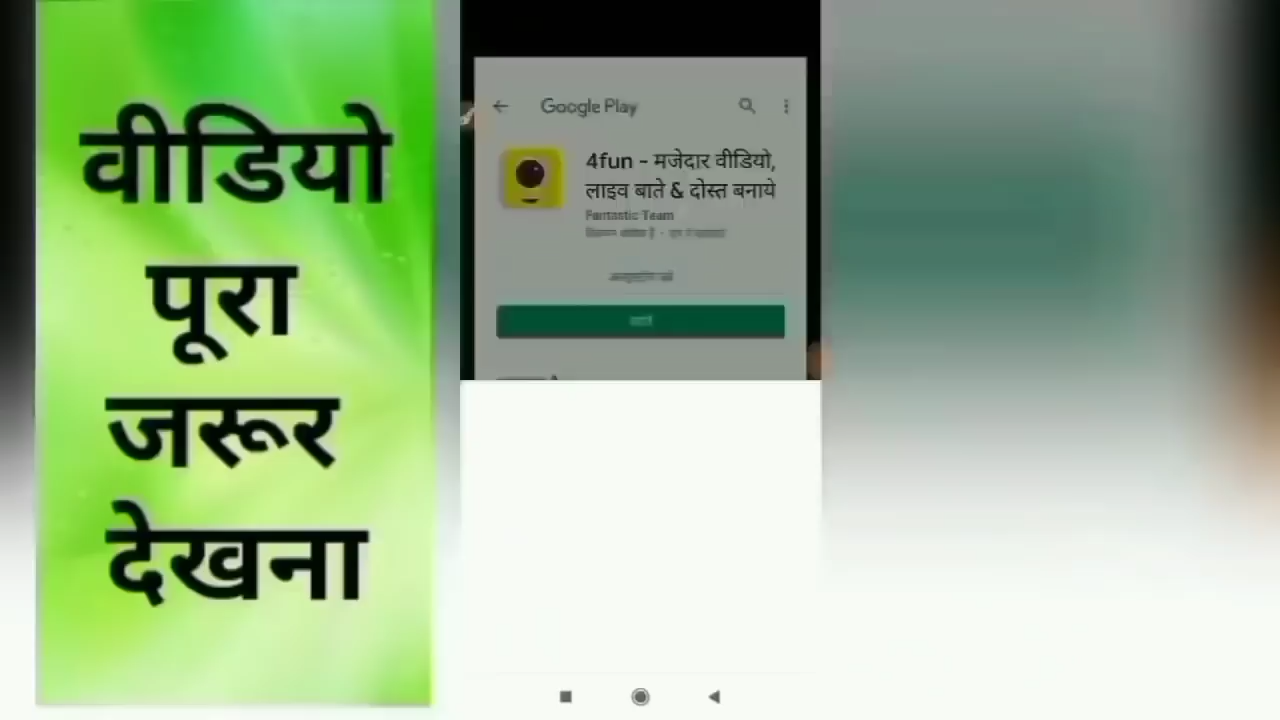 वीडियो
पूरा
जरूर
देखना
Google Play
4fun - मजेदार वीडियो,
लाइव बाते & दोस्त बनाये
Fantastic Team